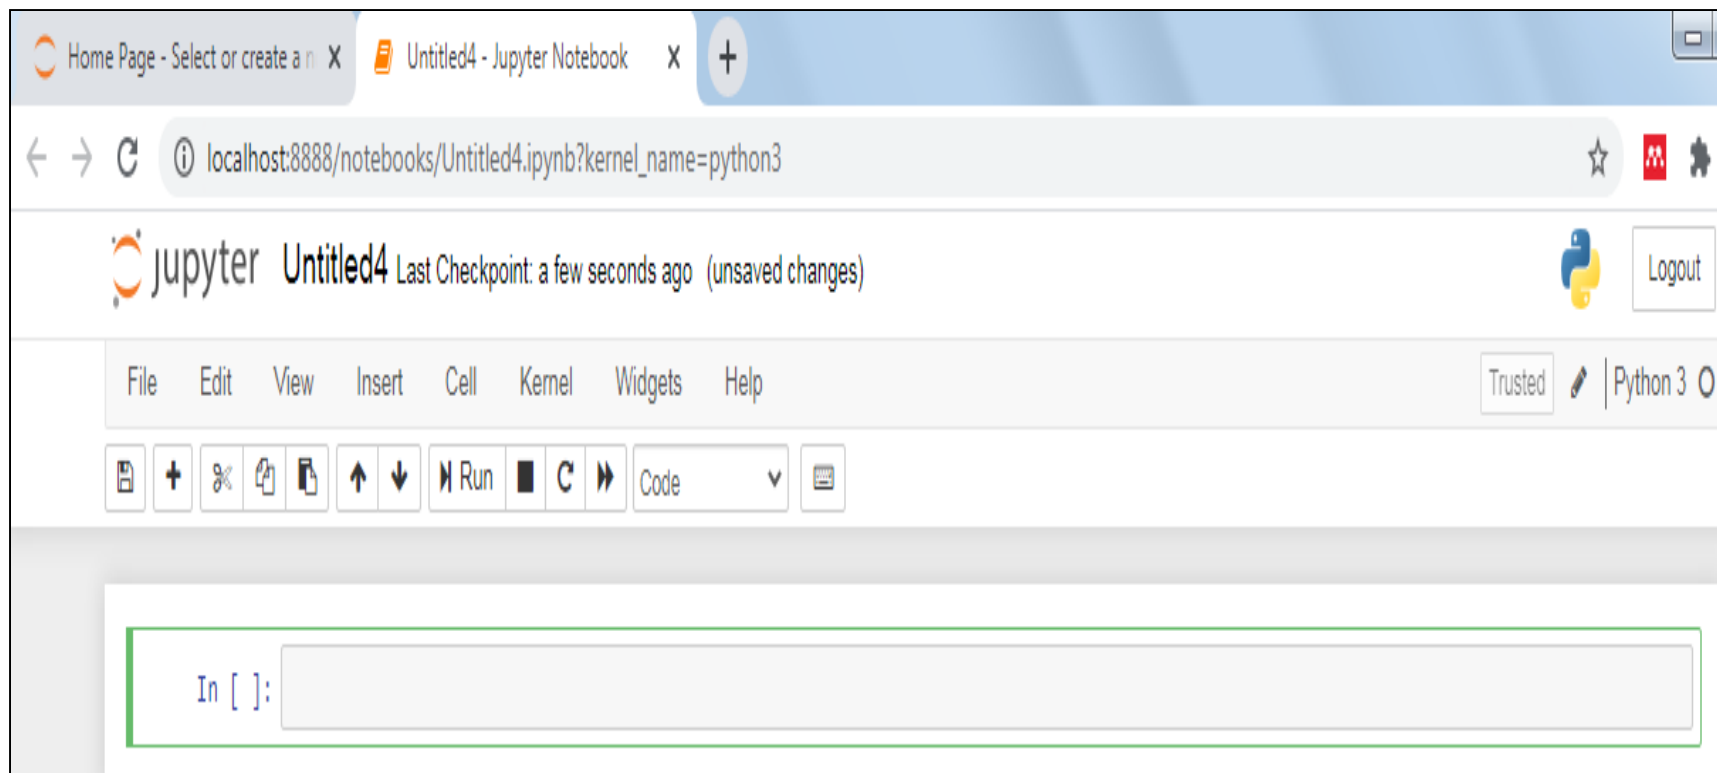 Home Page - Select or create a n Untitled4 - Jupyter Notebook
localhost:8888/notebooks/Untitled4.ipynb?kernel_name=python3
jupyter Untitled4 Last Checkpoint: a few seconds ago (unsaved changes) Logout
File Edit View Insert Cell Kernel Widgets Help Trusted Python 3
Run Code
In [ ]: